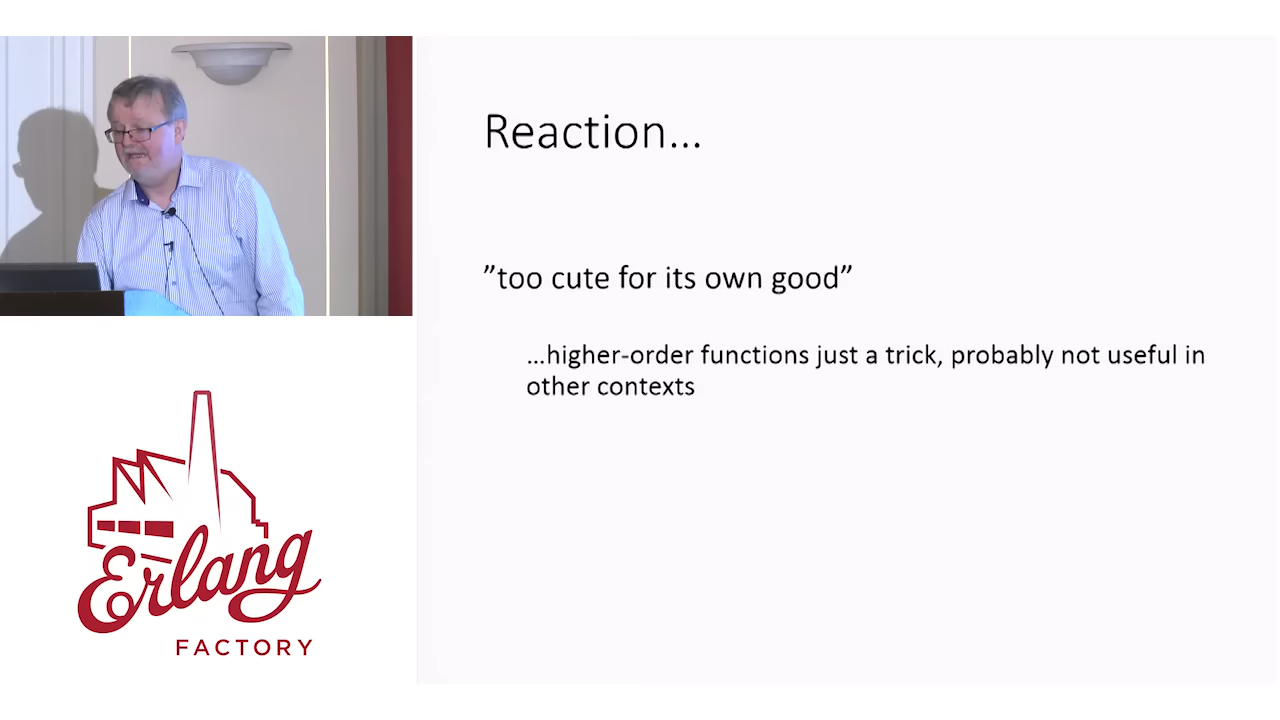 Reaction...
”too cute for its own good”
...higher-order functions just a trick, probably not useful in
other contexts
Erlang
FACTORY